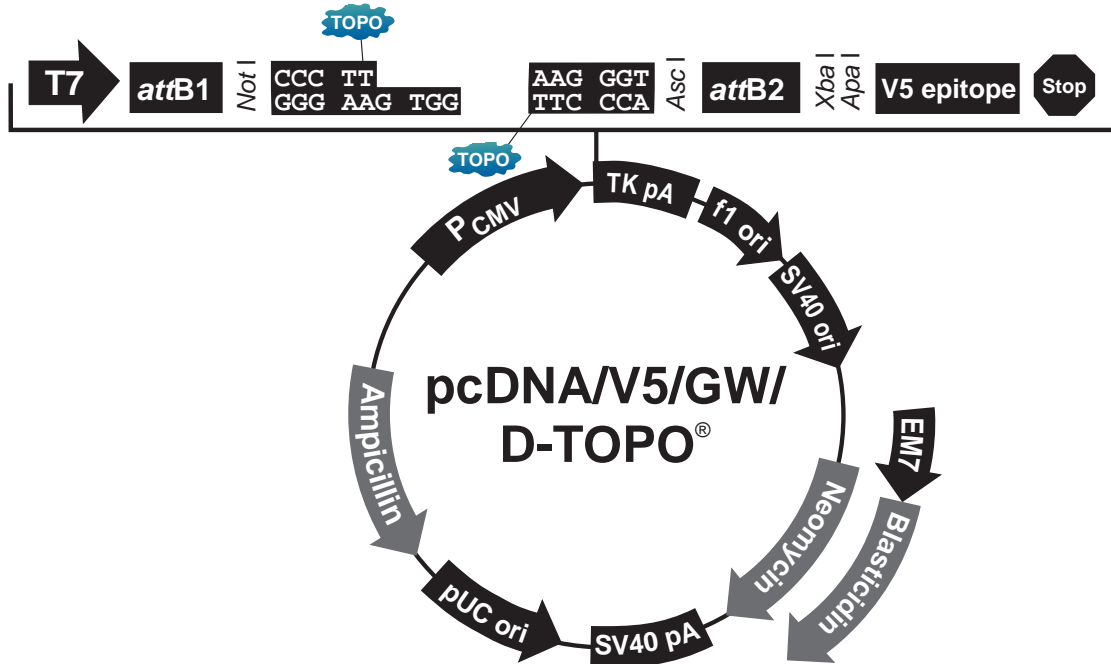 TOPO
T7 attB1 Not I CCC TT AAG GGT Asc I attB2 Xba I Apa I V5 epitope Stop
GGG AAG TGG TTC CCA
TOPO
PCMV TK pA f1 ori
SV40 ori
pcDNA/V5/GW/
D-TOPO®
Ampicillin
EM7
Neomycin
Blasticidin
pUC ori
SV40 pA